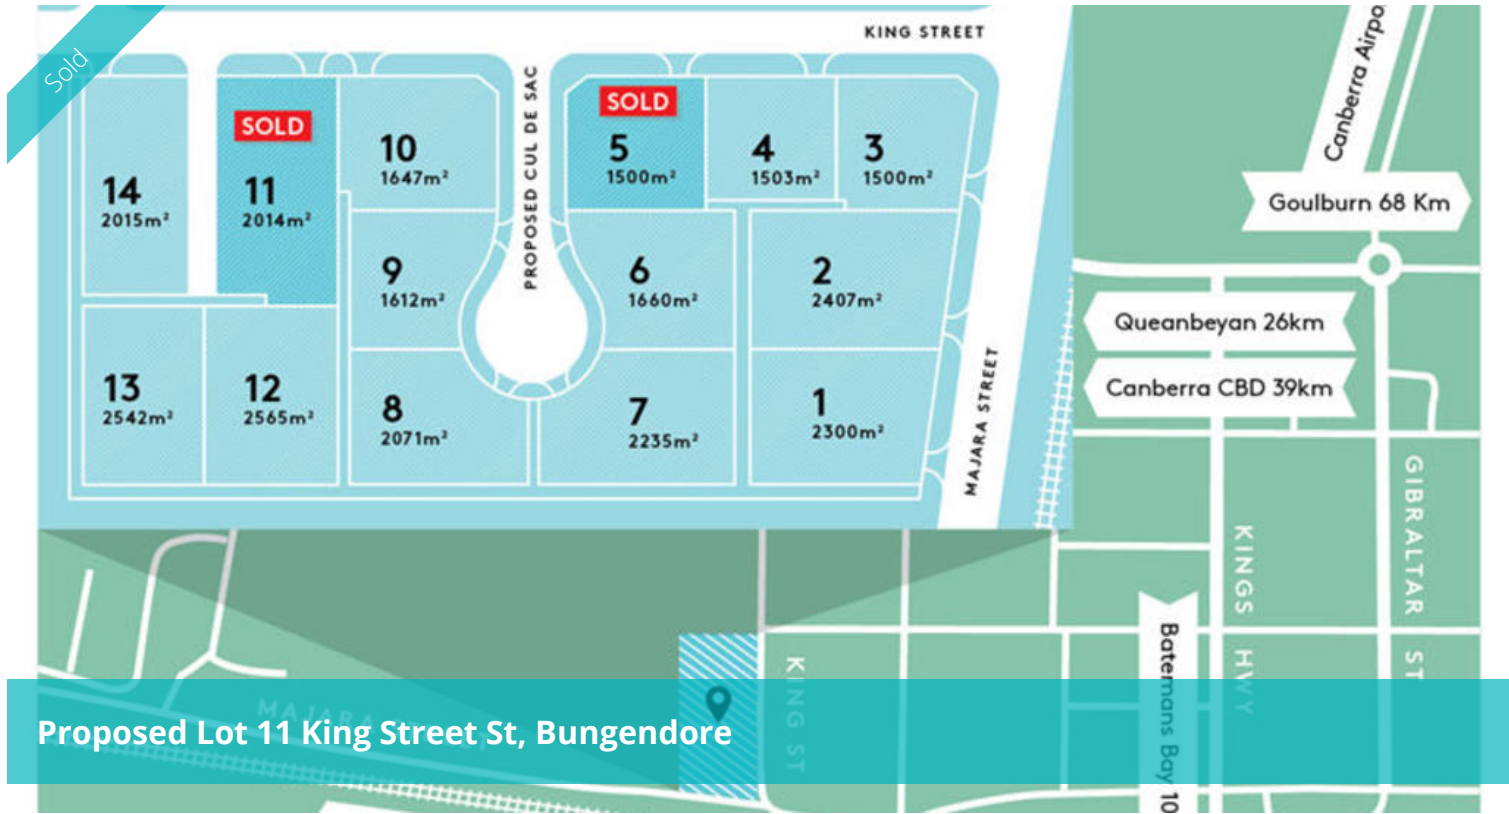 Sold
KING STREET
PROPOSED CUL DE SAC
MAJARA STREET
SOLD
SOLD
14
2015m²
11
2014m²
10
1647m²
5
1500m²
4
1503m²
3
1500m²
9
1612m²
6
1660m²
2
2407m²
13
2542m²
12
2565m²
8
2071m²
7
2235m²
1
2300m²
Canberra Airpo
Goulburn 68 Km
Queanbeyan 26km
Canberra CBD 39km
GIBRALTAR ST
KINGS HWY
Batemans Bay 10
KING ST
MAJARA
Proposed Lot 11 King Street St, Bungendore